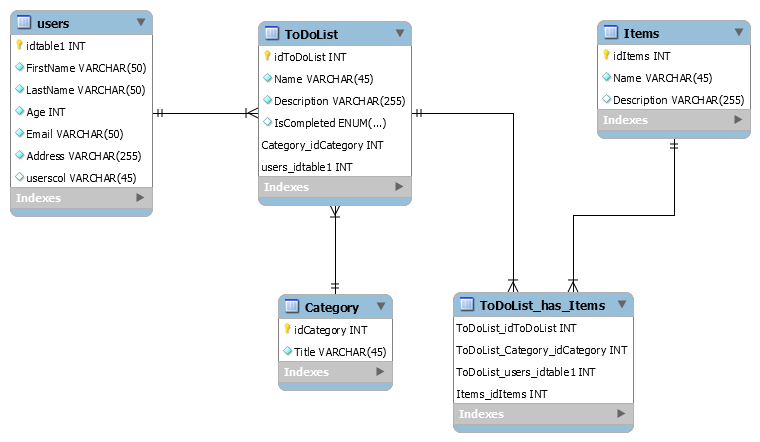 users
idtable1 INT
FirstName VARCHAR(50)
LastName VARCHAR(50)
Age INT
Email VARCHAR(50)
Address VARCHAR(255)
userscol VARCHAR(45)
Indexes
ToDoList
idToDoList INT
Name VARCHAR(45)
Description VARCHAR(255)
IsCompleted ENUM(...)
Category_idCategory INT
users_idtable1 INT
Indexes
Items
idItems INT
Name VARCHAR(45)
Description VARCHAR(255)
Indexes
Category
idCategory INT
Title VARCHAR(45)
Indexes
ToDoList_has_Items
ToDoList_idToDoList INT
ToDoList_Category_idCategory INT
ToDoList_users_idtable1 INT
Items_idItems INT
Indexes